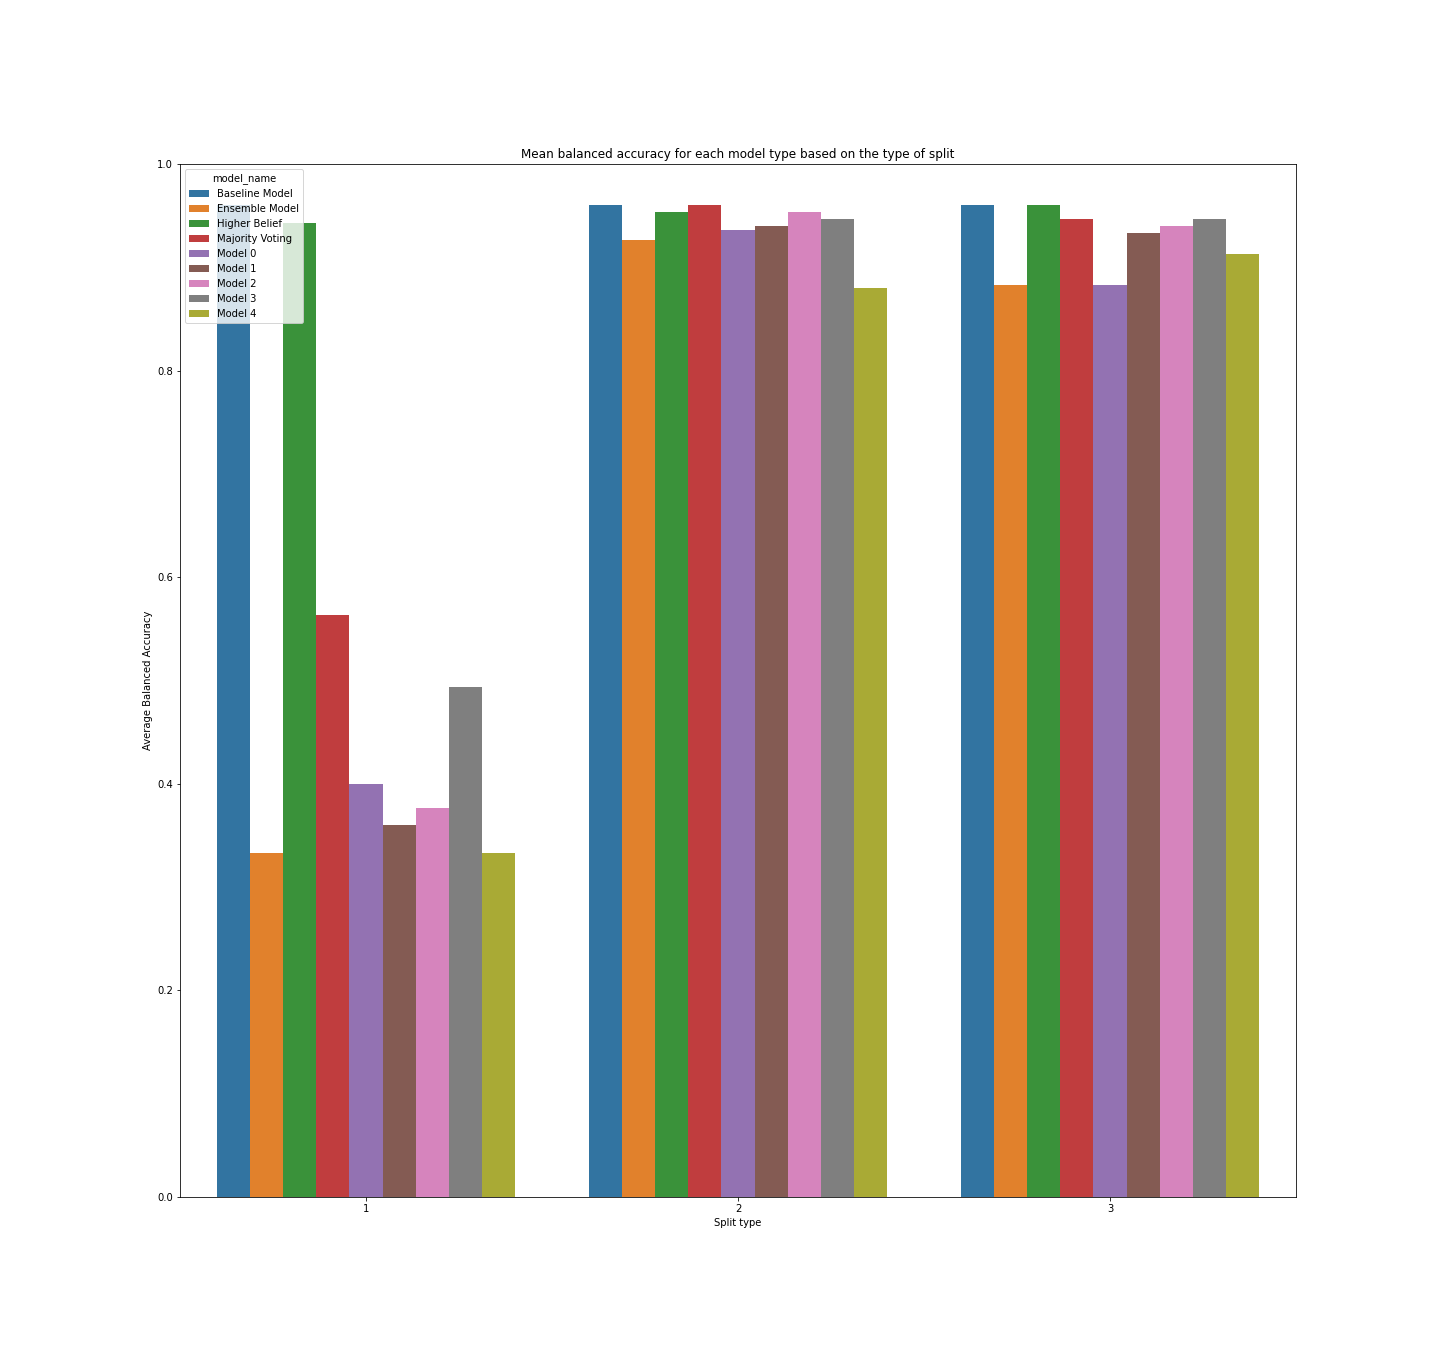 Mean balanced accuracy for each model type based on the type of split
1.0
0.8
0.6
0.4
0.2
0.0
Average Balanced Accuracy
model_name
Baseline Model
Ensemble Model
Higher Belief
Majority Voting
Model 0
Model 1
Model 2
Model 3
Model 4
1
2
3
Split type